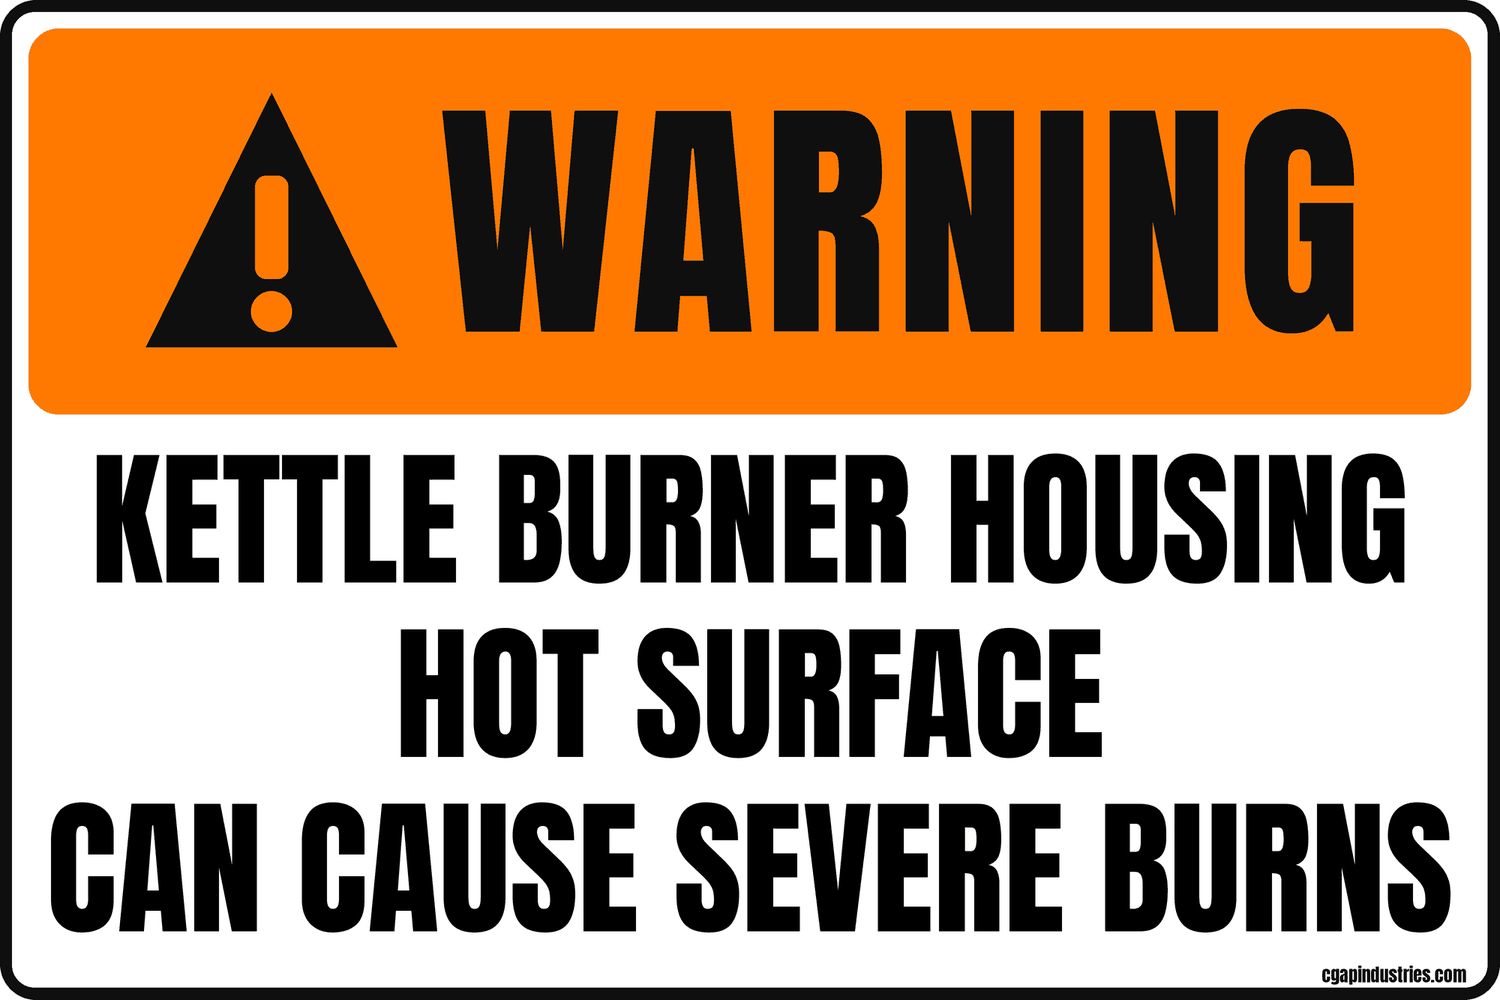 WARNING
KETTLE BURNER HOUSING
HOT SURFACE
CAN CAUSE SEVERE BURNS
cgapindustries.com